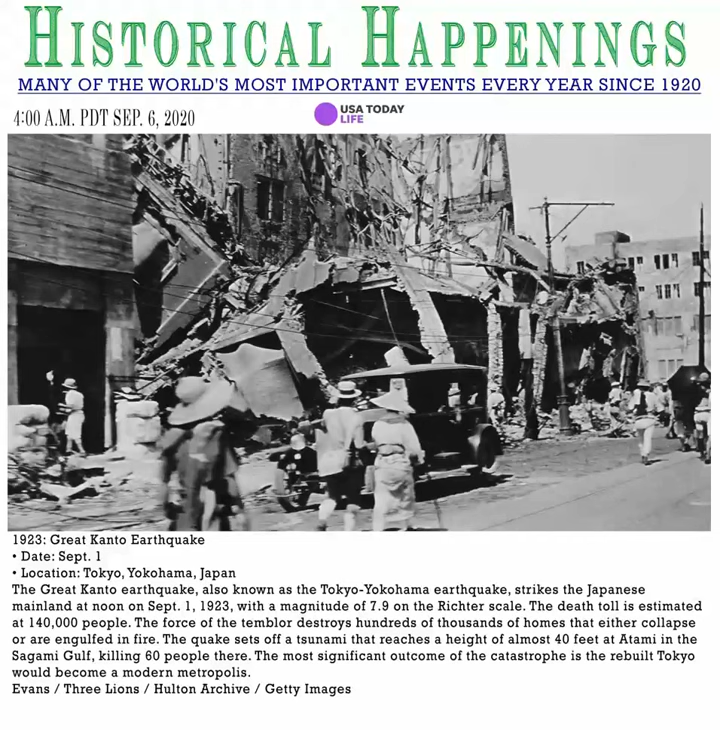 HISTORICAL HAPPENINGS
MANY OF THE WORLD'S MOST IMPORTANT EVENTS EVERY YEAR SINCE 1920
4:00 A.M. PDT SEP. 6, 2020
USA TODAY
LIFE
1923: Great Kanto Earthquake
• Date: Sept. 1
• Location: Tokyo, Yokohama, Japan
The Great Kanto earthquake, also known as the Tokyo-Yokohama earthquake, strikes the Japanese
mainland at noon on Sept. 1, 1923, with a magnitude of 7.9 on the Richter scale. The death toll is estimated
at 140,000 people. The force of the temblor destroys hundreds of thousands of homes that either collapse
or are engulfed in fire. The quake sets off a tsunami that reaches a height of almost 40 feet at Atami in the
Sagami Gulf, killing 60 people there. The most significant outcome of the catastrophe is the rebuilt Tokyo
would become a modern metropolis.
Evans / Three Lions / Hulton Archive / Getty Images